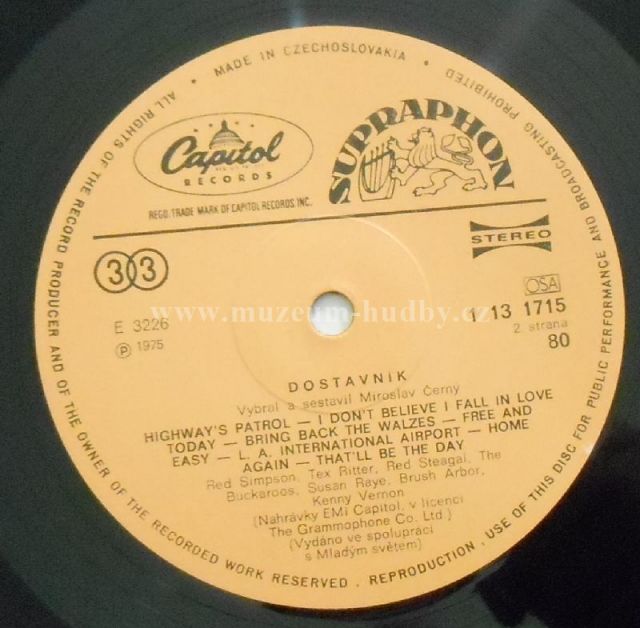 MADE IN CZECHOSLOVAKIA
ALL RIGHTS OF THE RECORD PRODUCER AND OF THE OWNER OF THE RECORDED WORK RESERVED . REPRODUCTION . USE OF THIS DISC FOR PUBLIC PERFORMANCE AND BROADCASTING PROHIBITED
Capitol
RECORDS
REG. TRADE MARK OF CAPITOL RECORDS, INC.
SUPRAPHON
STEREO
33
OSA
E 3226
1 13 1715
Ⓟ 1975
2. strana
80
www.muzeum-hudby.cz
DOSTAVNÍK
Vybral a sestavil Miroslav Černý
HIGHWAY'S PATROL — I DON'T BELIEVE I FALL IN LOVE
TODAY — BRING BACK THE WALZES — FREE AND
EASY — L. A. INTERNATIONAL AIRPORT — HOME
AGAIN — THAT'LL BE THE DAY
Red Simpson, Tex Ritter, Red Steagal, The
Buckaroos, Susan Raye, Brush Arbor,
Kenny Vernon
(Nahrávky EMI Capitol, v licenci
The Grammophone Co. Ltd.)
(Vydáno ve spolupráci
s Mladým světem)